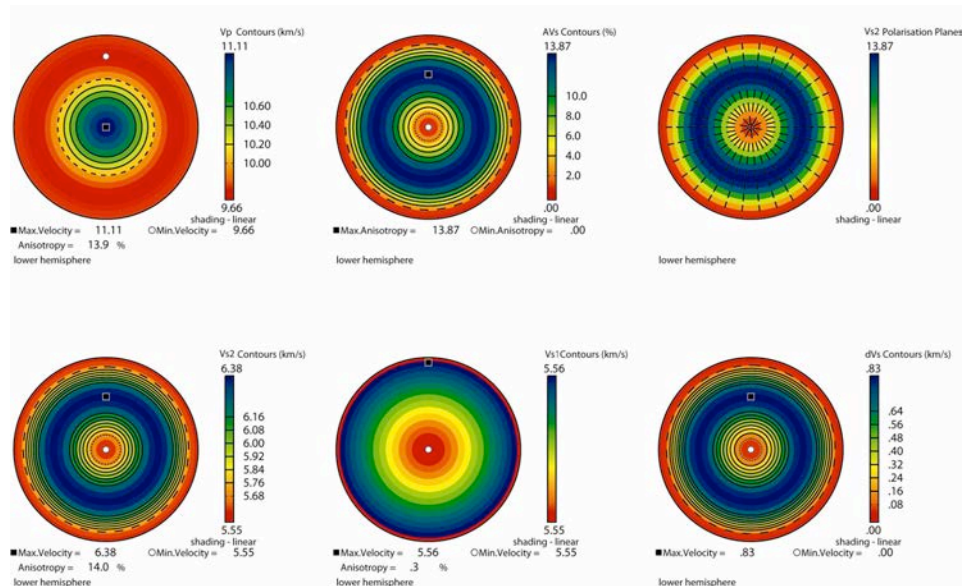 Vp Contours (km/s)
11.11
10.60
10.40
10.20
10.00
9.66
shading - linear
■Max.Velocity = 11.11 ○Min.Velocity = 9.66
Anisotropy = 13.9 %
lower hemisphere
AVs Contours (%)
13.87
10.0
8.0
6.0
4.0
2.0
.00
shading - linear
■Max.Anisotropy = 13.87 ○Min.Anisotropy = .00
lower hemisphere
Vs2 Polarisation Planes
13.87
.00
shading - linear
lower hemisphere
Vs2 Contours (km/s)
6.38
6.16
6.08
6.00
5.92
5.84
5.76
5.68
5.55
shading - linear
■Max.Velocity = 6.38 ○Min.Velocity = 5.55
Anisotropy = 14.0 %
lower hemisphere
Vs1Contours (km/s)
5.56
5.55
shading - linear
■Max.Velocity = 5.56 ○Min.Velocity = 5.55
Anisotropy = .3 %
lower hemisphere
dVs Contours (km/s)
.83
.64
.56
.48
.40
.32
.24
.16
.08
.00
shading - linear
■Max.Velocity = .83 ○Min.Velocity = .00
lower hemisphere